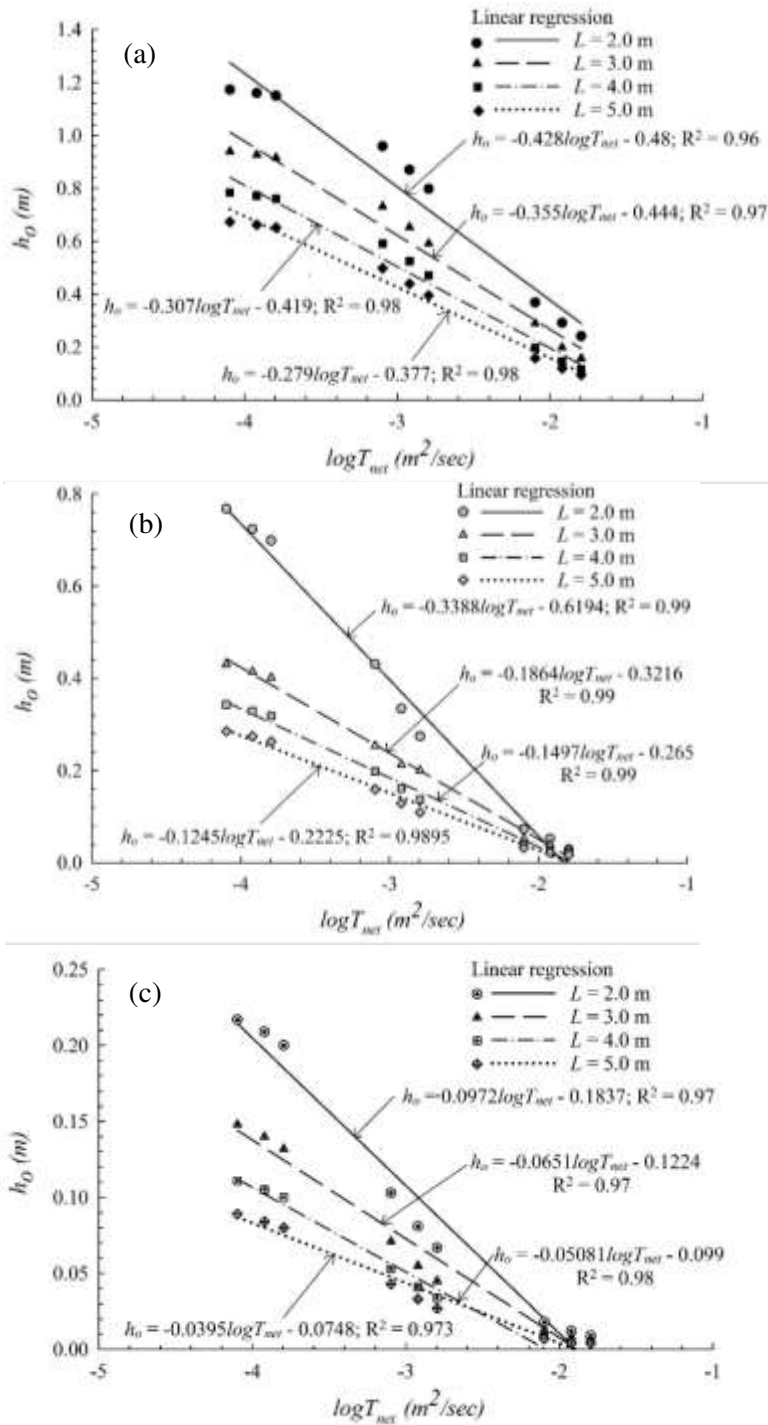 (a)
Linear regression
L = 2.0 m
L = 3.0 m
L = 4.0 m
L = 5.0 m
1.4
1.2
1.0
0.8
0.6
0.4
0.2
0.0
h_O (m)
h_o = -0.428logT_net - 0.48; R² = 0.96
h_o = -0.355logT_net - 0.444; R² = 0.97
h_o = -0.307logT_net - 0.419; R² = 0.98
h_o = -0.279logT_net - 0.377; R² = 0.98
-5 -4 -3 -2 -1
logT_net (m²/sec)
(b)
Linear regression
L = 2.0 m
L = 3.0 m
L = 4.0 m
L = 5.0 m
0.8
0.6
0.4
0.2
0.0
h_O (m)
h_o = -0.3388logT_net - 0.6194; R² = 0.99
h_o = -0.1864logT_net - 0.3216
R² = 0.99
h_o = -0.1497logT_net - 0.265
R² = 0.99
h_o = -0.1245logT_net - 0.2225; R² = 0.9895
-5 -4 -3 -2 -1
logT_net (m²/sec)
(c)
Linear regression
L = 2.0 m
L = 3.0 m
L = 4.0 m
L = 5.0 m
0.25
0.20
0.15
0.10
0.05
0.00
h_O (m)
h_o =0.0972logT_net - 0.1837; R² = 0.97
h_o = -0.0651logT_net - 0.1224
R² = 0.97
h_o = -0.05081logT_net - 0.099
R² = 0.98
h_o = -0.0395logT_net - 0.0748; R² = 0.973
-5 -4 -3 -2 -1
logT_net (m²/sec)